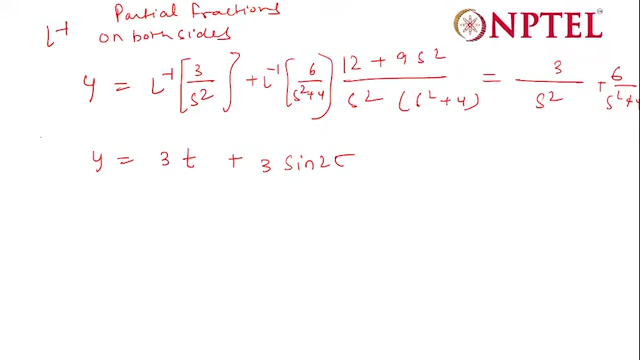 L⁻¹ Partial fractions
on both sides
NPTEL
y = L⁻¹[3/s²] + L⁻¹[6/(s²+4)] (12 + 9s²)/(s²(s²+4)) = 3/s² + 6/(s²+4
y = 3t + 3 sin2t